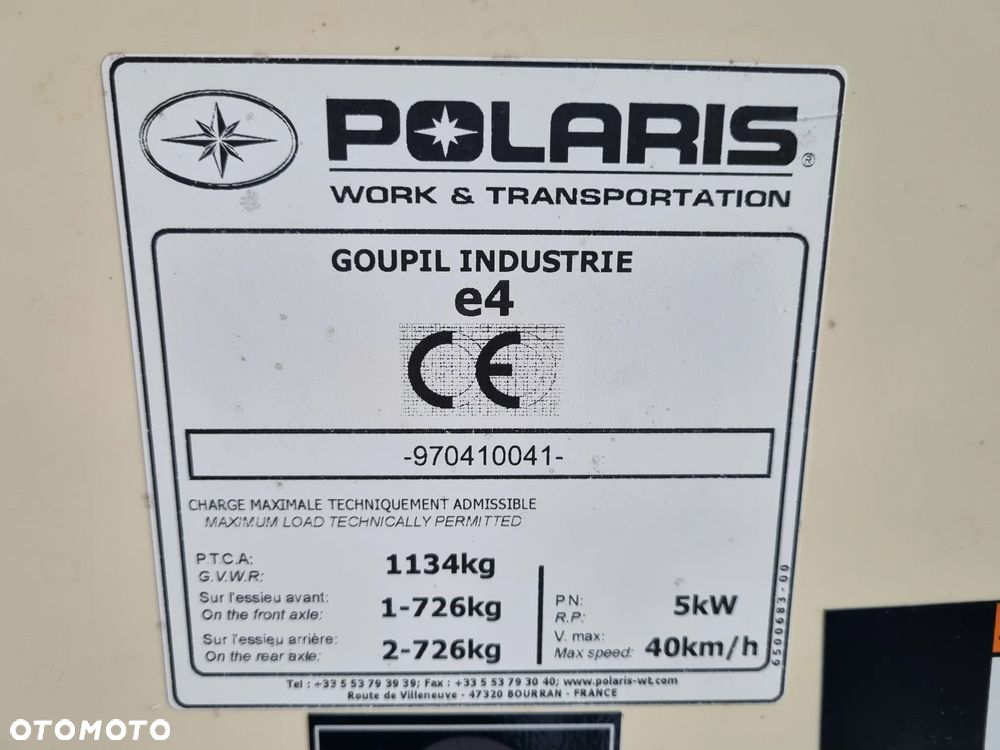 POLARIS®
WORK & TRANSPORTATION
GOUPIL INDUSTRIE
e4
CE
-970410041-
CHARGE MAXIMALE TECHNIQUEMENT ADMISSIBLE
MAXIMUM LOAD TECHNICALLY PERMITTED
P.T.C.A:
G.V.W.R:
1134kg
Sur l'essieu avant:
On the front axle:
1-726kg
Sur l'essieu arrière:
On the rear axle:
2-726kg
P.N:
R.P.:
5kW
V. max:
Max speed:
40km/h
6500683-00
Tel : +33 5 53 79 39 39; Fax : +33 5 53 79 30 40; www.polaris-wt.com
Route de Villeneuve - 47320 BOURRAN - FRANCE
OTOMOTO